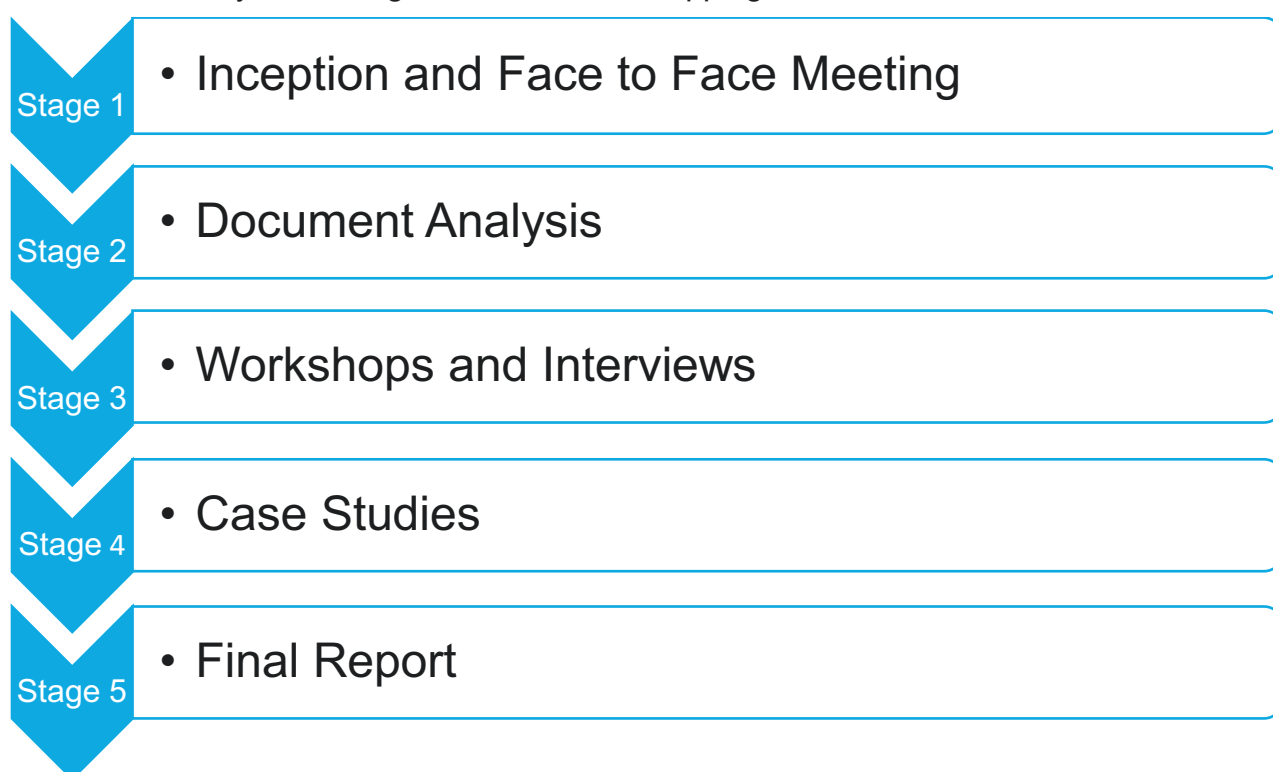 Stage 1
• Inception and Face to Face Meeting
Stage 2
• Document Analysis
Stage 3
• Workshops and Interviews
Stage 4
• Case Studies
Stage 5
• Final Report